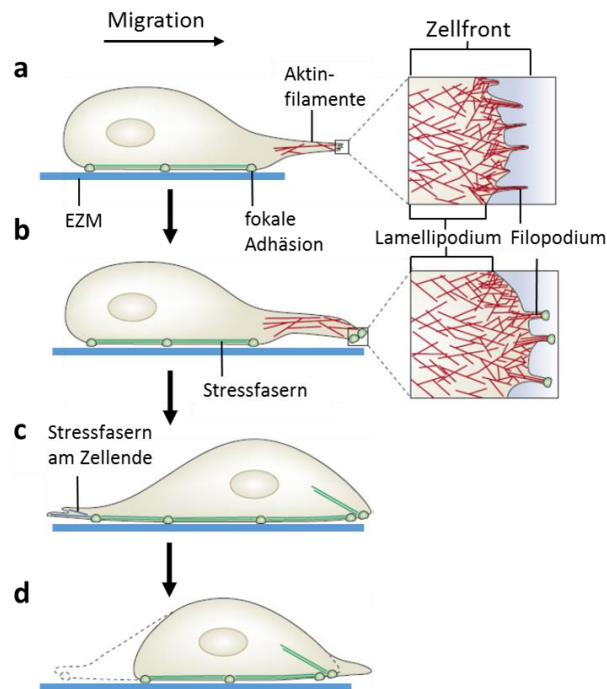 Migration
Zellfront
a
Aktin-
filamente
EZM
fokale
Adhäsion
b
Lamellipodium
Filopodium
Stressfasern
c
Stressfasern
am Zellende
d